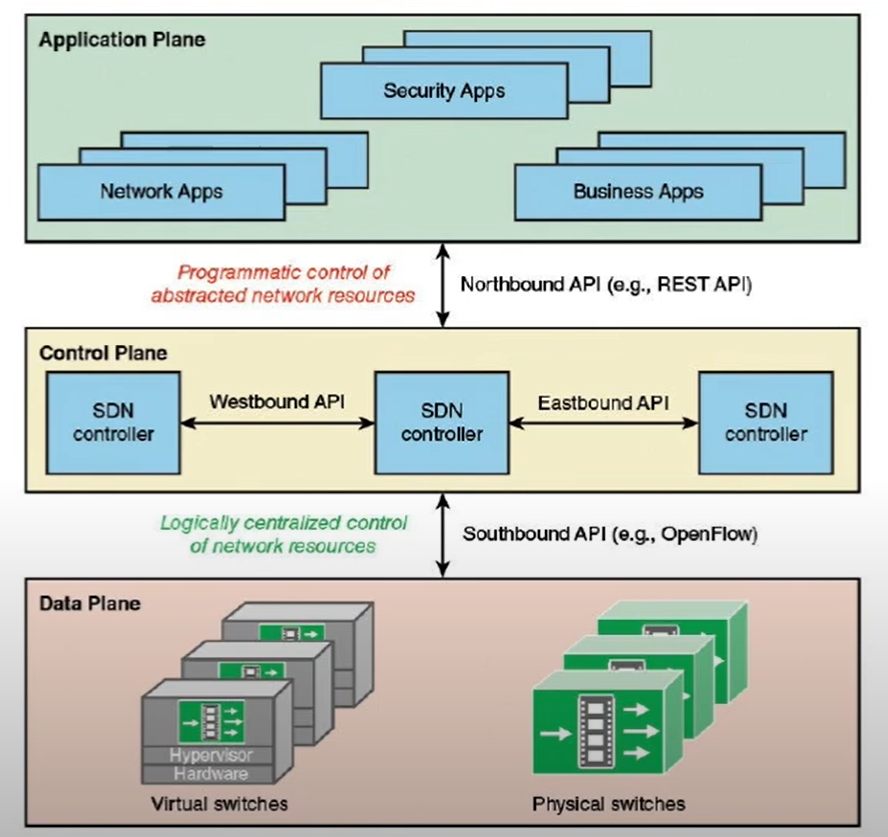 Application Plane
Security Apps
Network Apps
Business Apps
Programmatic control of
abstracted network resources
Northbound API (e.g., REST API)
Control Plane
SDN
controller
Westbound API
SDN
controller
Eastbound API
SDN
controller
Logically centralized control
of network resources
Southbound API (e.g., OpenFlow)
Data Plane
Hypervisor
Hardware
Virtual switches
Physical switches